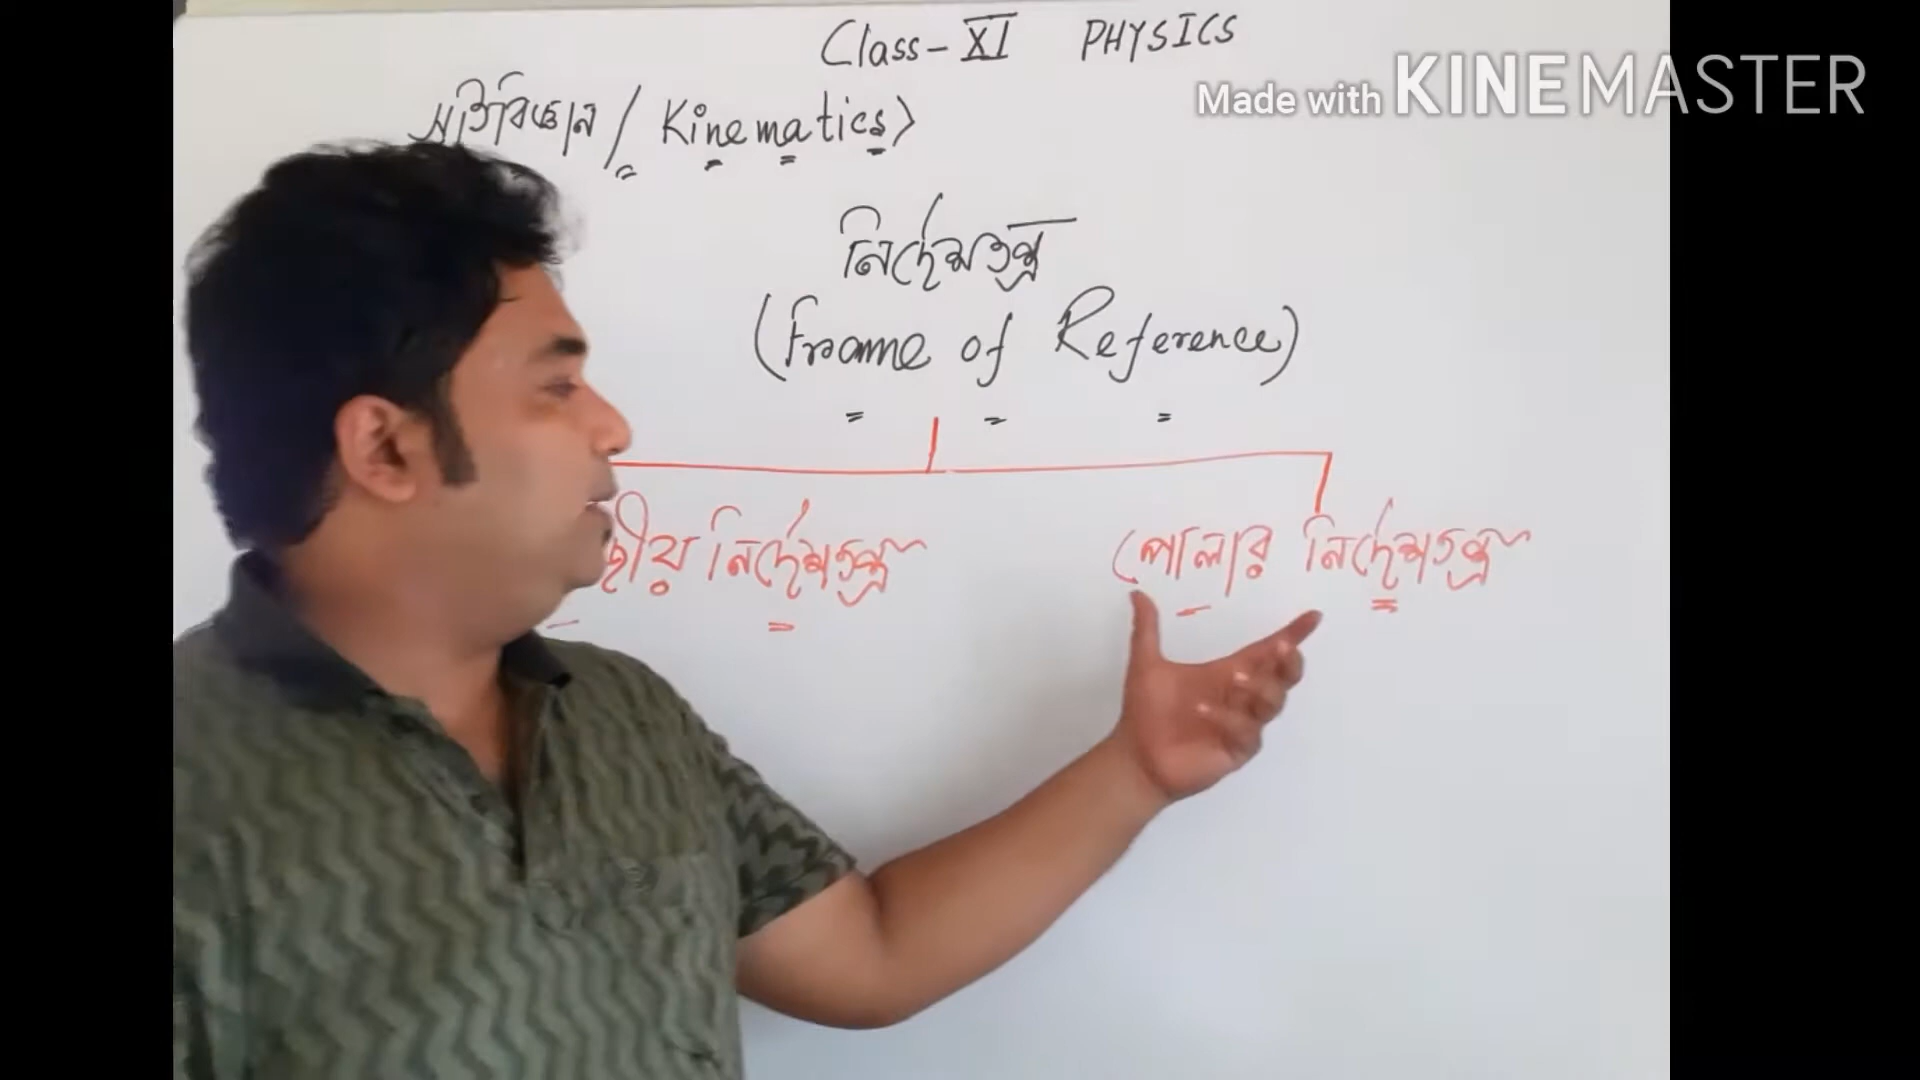 Class-XI PHYSICS
Made with KINEMASTER
গতিবিজ্ঞান / Kinematics>
নির্দেশতন্ত্র
(Frame of Reference)
নির্দেশতন্ত্র পোলার নির্দেশতন্ত্র